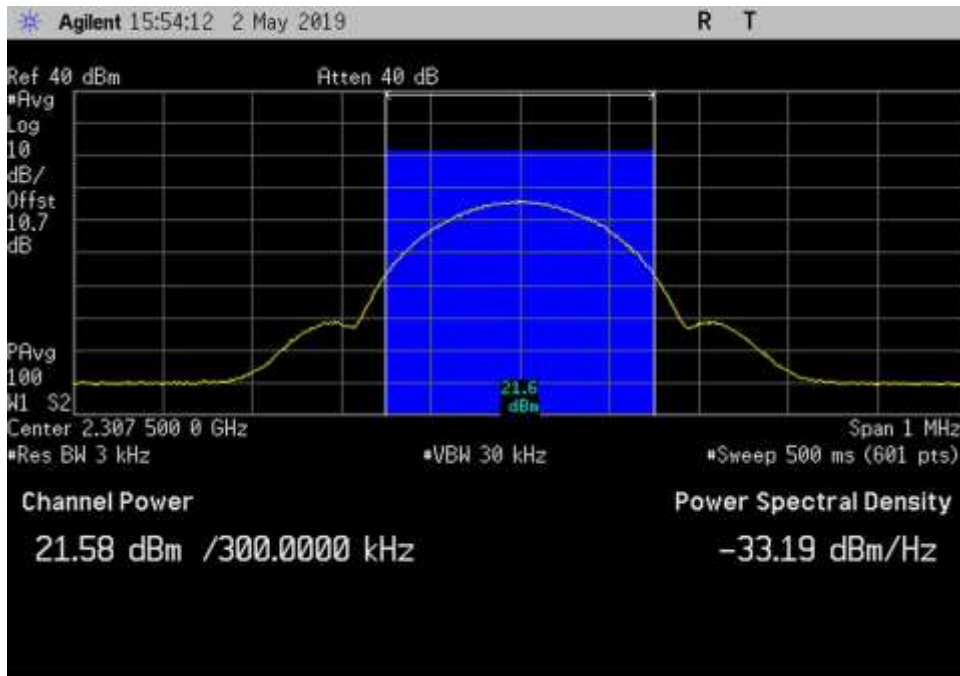 Agilent 15:54:12 2 May 2019 R T
Ref 40 dBm Atten 40 dB
#Avg
Log
10
dB/
Offst
10.7
dB
PAvg
100
W1 S2
21.6
dBm
Center 2.307 500 0 GHz Span 1 MHz
#Res BW 3 kHz #VBW 30 kHz #Sweep 500 ms (601 pts)
Channel Power Power Spectral Density
21.58 dBm /300.0000 kHz -33.19 dBm/Hz